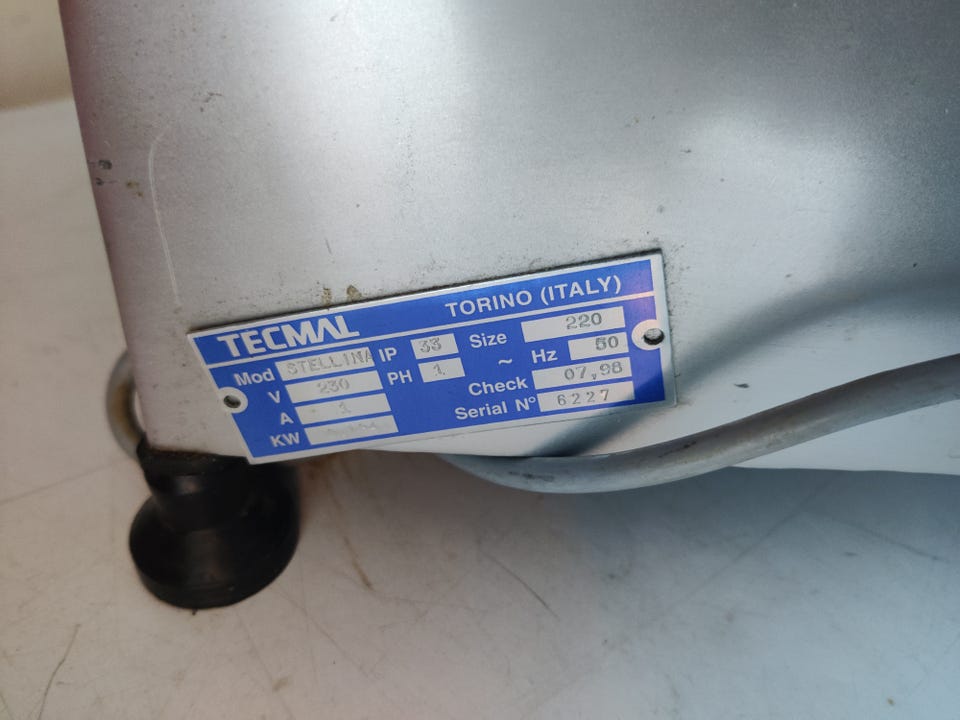 TECMAL TORINO (ITALY)
Mod STELLINA IP 33 Size 220
V 230 PH 1 ~ Hz 50
A 1 Check 07,98
KW Serial N° 6227